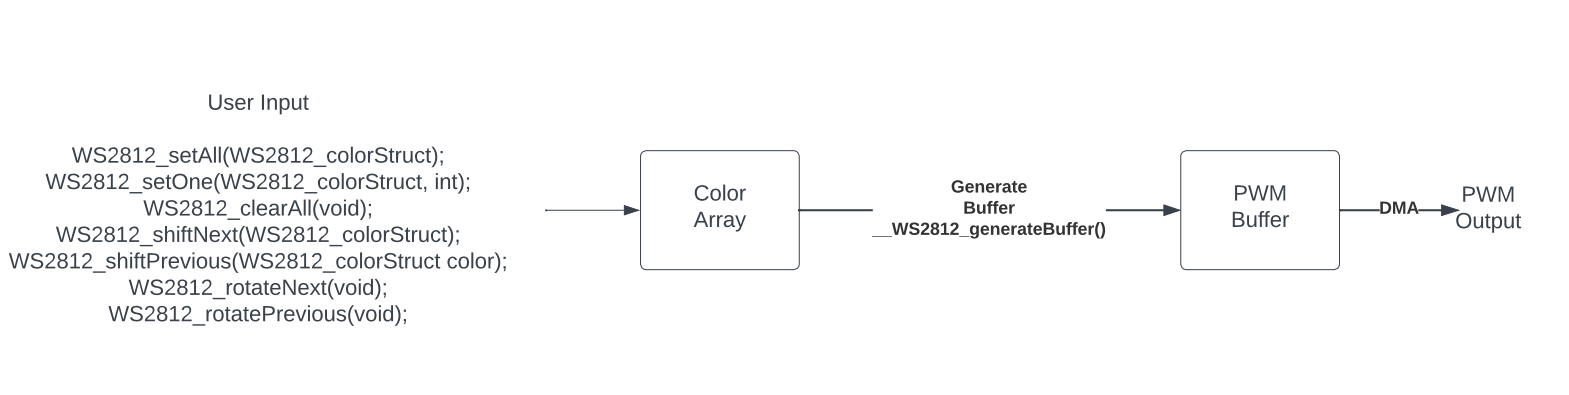 User Input
WS2812_setAll(WS2812_colorStruct);
WS2812_setOne(WS2812_colorStruct, int);
WS2812_clearAll(void);
WS2812_shiftNext(WS2812_colorStruct);
WS2812_shiftPrevious(WS2812_colorStruct color);
WS2812_rotateNext(void);
WS2812_rotatePrevious(void);
Color
Array
Generate
Buffer
__WS2812_generateBuffer()
PWM
Buffer
DMA
PWM
Output